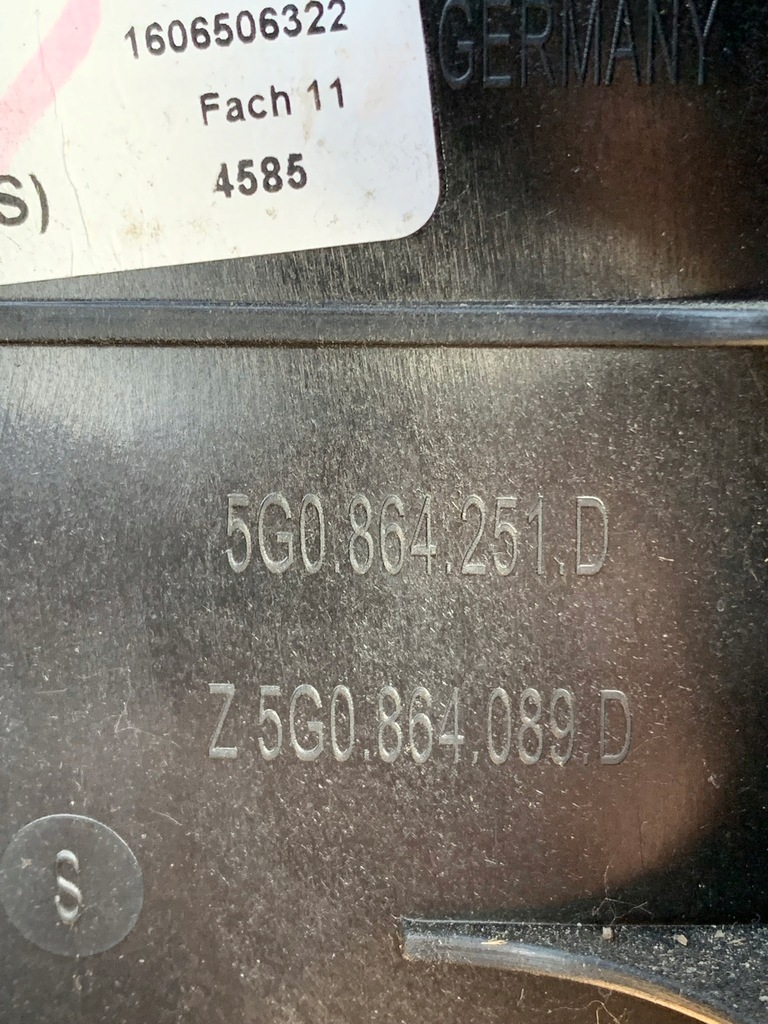 1606506322
GERMANY
Fach 11
4585
S)
5G0.864.251.D
Z 5G0.864.089.D
S